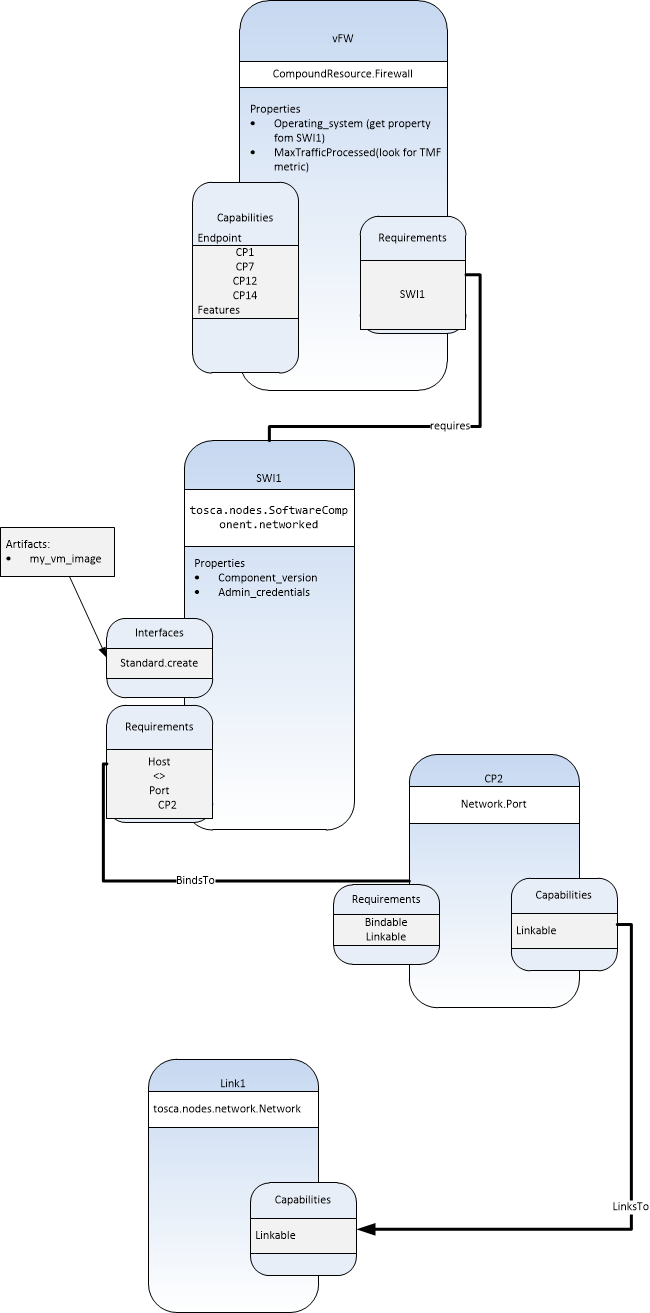 vFW
CompoundResource.Firewall
Properties
• Operating_system (get property
fom SWI1)
• MaxTrafficProcessed(look for TMF
metric)
Capabilities
Endpoint
CP1
CP7
CP12
CP14
Features
Requirements
SWI1
requires
SWI1
tosca.nodes.SoftwareComp
onent.networked
Properties
• Component_version
• Admin_credentials
Artifacts:
• my_vm_image
Interfaces
Standard.create
Requirements
Host
<>
Port
CP2
BindsTo
CP2
Network.Port
Requirements
Bindable
Linkable
Capabilities
Linkable
LinksTo
Link1
tosca.nodes.network.Network
Capabilities
Linkable